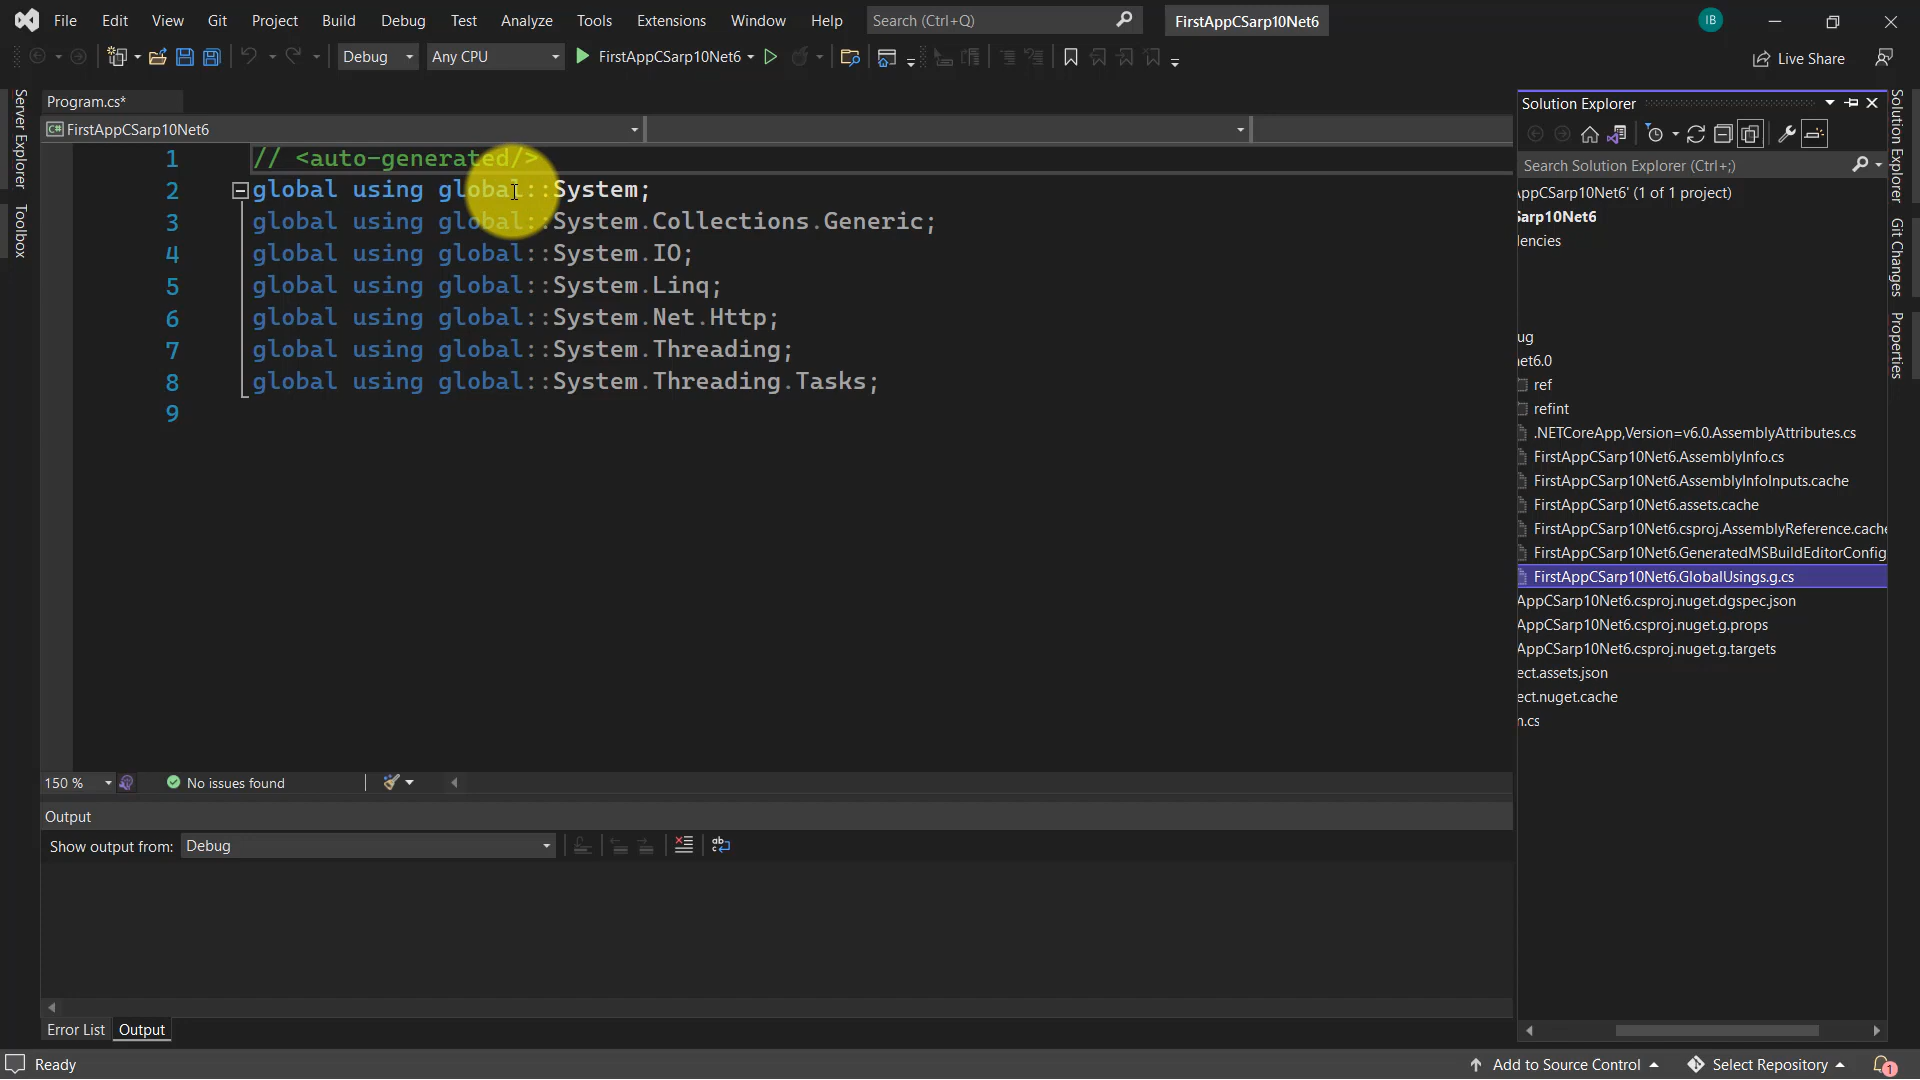 File Edit View Git Project Build Debug Test Analyze Tools Extensions Window Help Search (Ctrl+Q) FirstAppCSarp10Net6 IB
Debug Any CPU FirstAppCSarp10Net6 Live Share
Server Explorer
Toolbox
Program.cs*
C# FirstAppCSarp10Net6
1 // <auto-generated/>
2 global using global::System;
3 global using global::System.Collections.Generic;
4 global using global::System.IO;
5 global using global::System.Linq;
6 global using global::System.Net.Http;
7 global using global::System.Threading;
8 global using global::System.Threading.Tasks;
9
150 % No issues found
Output
Show output from: Debug
Error List Output
Solution Explorer
Search Solution Explorer (Ctrl+;)
ppCSarp10Net6' (1 of 1 project)
Sarp10Net6
lencies
ug
net6.0
ref
refint
.NETCoreApp,Version=v6.0.AssemblyAttributes.cs
FirstAppCSarp10Net6.AssemblyInfo.cs
FirstAppCSarp10Net6.AssemblyInfoInputs.cache
FirstAppCSarp10Net6.assets.cache
FirstAppCSarp10Net6.csproj.AssemblyReference.cache
FirstAppCSarp10Net6.GeneratedMSBuildEditorConfig
FirstAppCSarp10Net6.GlobalUsings.g.cs
AppCSarp10Net6.csproj.nuget.dgspec.json
AppCSarp10Net6.csproj.nuget.g.props
AppCSarp10Net6.csproj.nuget.g.targets
ect.assets.json
ect.nuget.cache
n.cs
Solution Explorer
Git Changes
Properties
Ready Add to Source Control Select Repository 1